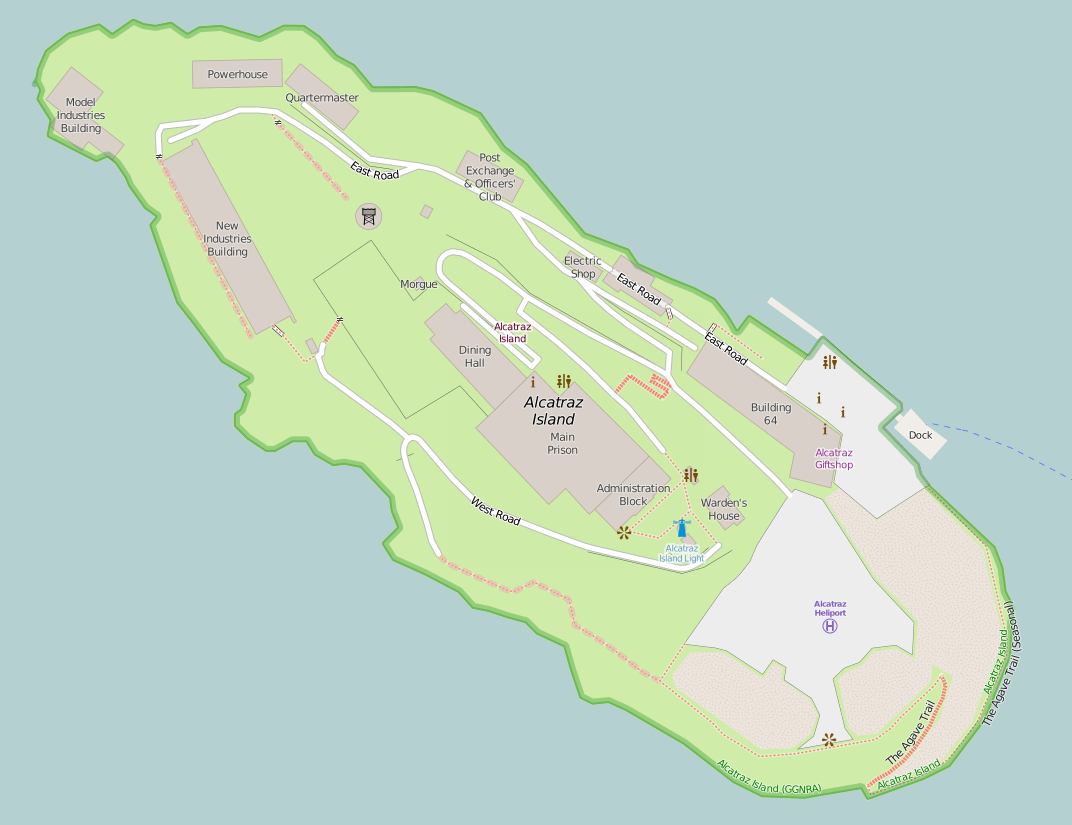 Powerhouse
Quartermaster
Model
Industries
Building
East Road
Post
Exchange
& Officers'
Club
New
Industries
Building
Electric
Shop
East Road
Morgue
Alcatraz
Island
East Road
Dining
Hall
Alcatraz
Island
Main
Prison
Building
64
Dock
Alcatraz
Giftshop
Administration
Block
Warden's
House
West Road
Alcatraz
Island Light
Alcatraz
Heliport
H
Alcatraz Island
The Agave Trail (Seasonal)
The Agave Trail
Alcatraz Island
Alcatraz Island (GGNRA)